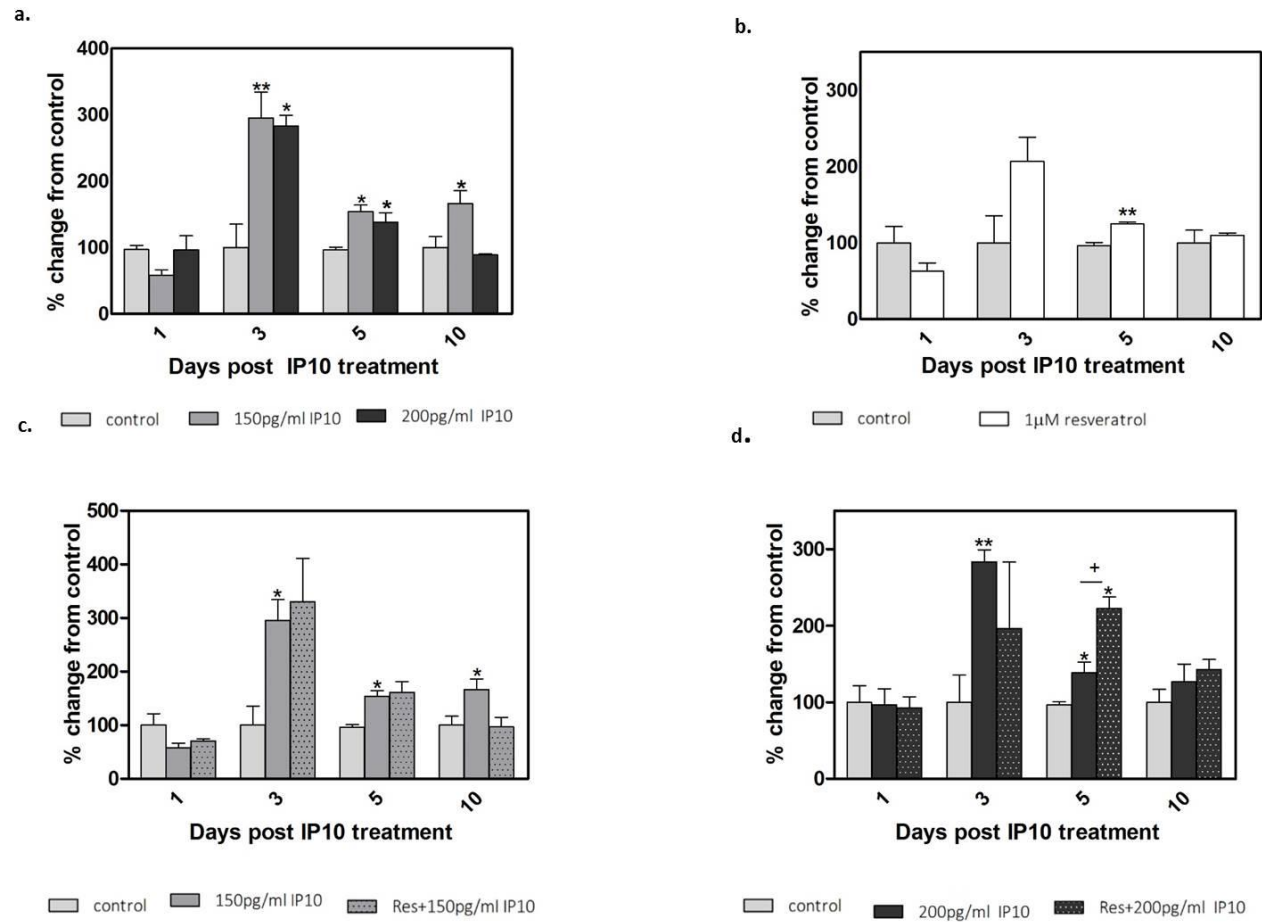 a.
% change from control
400
300
200
100
0
** * * * *
1 3 5 10
Days post IP10 treatment
control 150pg/ml IP10 200pg/ml IP10
b.
% change from control
300
200
100
0
**
1 3 5 10
Days post IP10 treatment
control 1μM resveratrol
c.
% change from control
500
400
300
200
100
0
* * *
1 3 5 10
Days post IP10 treatment
control 150pg/ml IP10 Res+150pg/ml IP10
d.
% change from control
300
200
100
0
** * + *
1 3 5 10
Days post IP10 treatment
control 200pg/ml IP10 Res+200pg/ml IP10